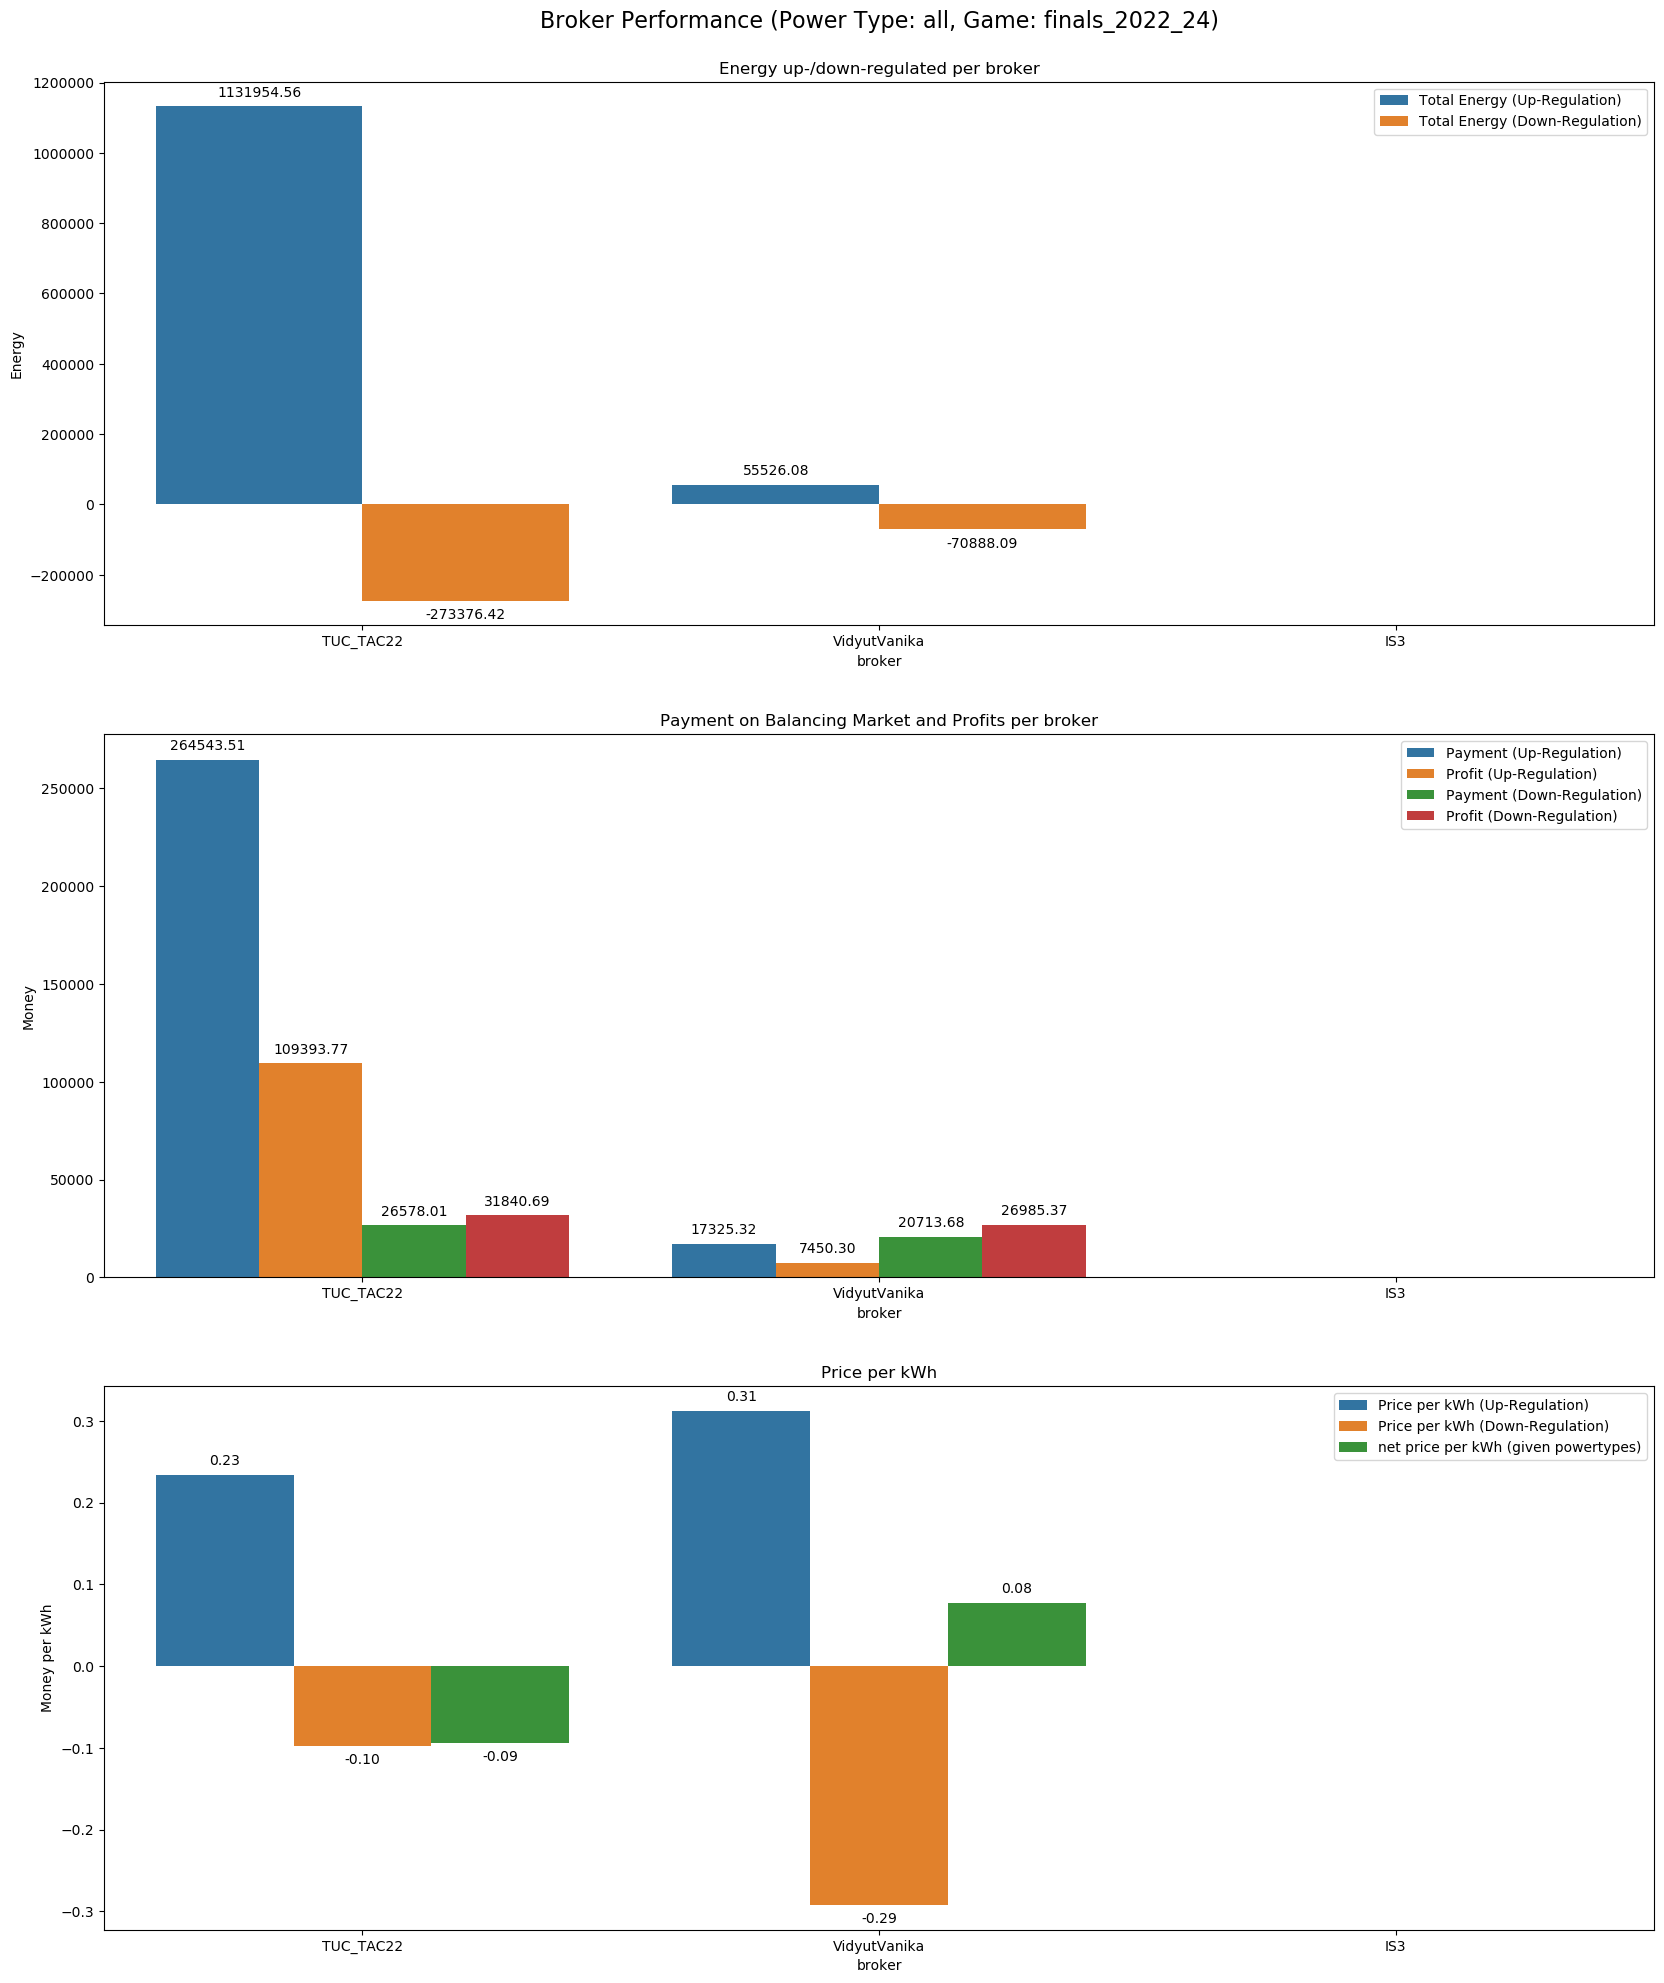 Broker Performance (Power Type: all, Game: finals_2022_24)
Energy up-/down-regulated per broker
Total Energy (Up-Regulation)
Total Energy (Down-Regulation)
1200000
1000000
800000
600000
400000
200000
0
−200000
Energy
1131954.56
-273376.42
55526.08
-70888.09
TUC_TAC22
VidyutVanika
IS3
broker
Payment on Balancing Market and Profits per broker
Payment (Up-Regulation)
Profit (Up-Regulation)
Payment (Down-Regulation)
Profit (Down-Regulation)
250000
200000
150000
100000
50000
0
Money
264543.51
109393.77
26578.01
31840.69
17325.32
7450.30
20713.68
26985.37
TUC_TAC22
VidyutVanika
IS3
broker
Price per kWh
Price per kWh (Up-Regulation)
Price per kWh (Down-Regulation)
net price per kWh (given powertypes)
0.3
0.2
0.1
0.0
−0.1
−0.2
−0.3
Money per kWh
0.23
-0.10
-0.09
0.31
-0.29
0.08
TUC_TAC22
VidyutVanika
IS3
broker